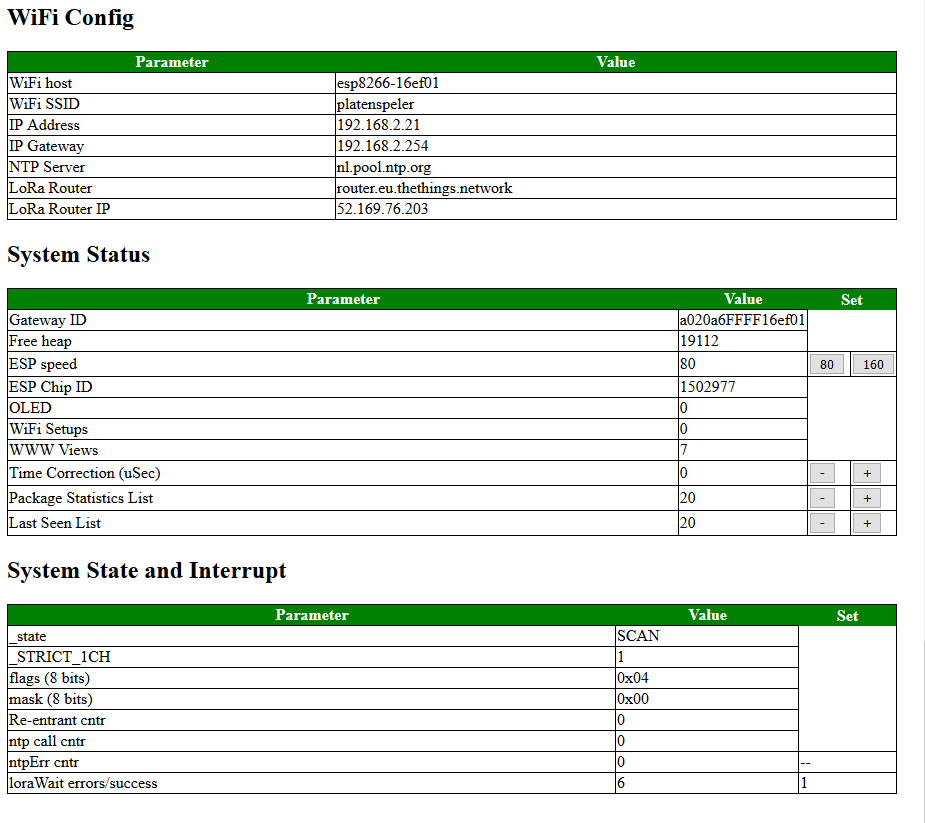 WiFi Config
Parameter Value
WiFi host esp8266-16ef01
WiFi SSID platenspeler
IP Address 192.168.2.21
IP Gateway 192.168.2.254
NTP Server nl.pool.ntp.org
LoRa Router router.eu.thethings.network
LoRa Router IP 52.169.76.203
System Status
Parameter Value Set
Gateway ID a020a6FFFF16ef01
Free heap 19112
ESP speed 80 80 160
ESP Chip ID 1502977
OLED 0
WiFi Setups 0
WWW Views 7
Time Correction (uSec) 0 - +
Package Statistics List 20 - +
Last Seen List 20 - +
System State and Interrupt
Parameter Value Set
_state SCAN
_STRICT_1CH 1
flags (8 bits) 0x04
mask (8 bits) 0x00
Re-entrant cntr 0
ntp call cntr 0
ntpErr cntr 0 --
loraWait errors/success 6 1